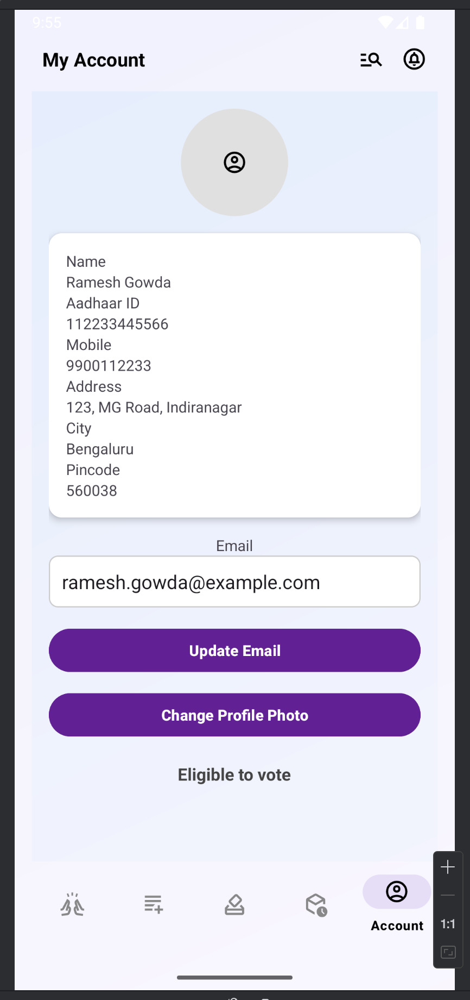 9:55
My Account
Name
Ramesh Gowda
Aadhaar ID
112233445566
Mobile
9900112233
Address
123, MG Road, Indiranagar
City
Bengaluru
Pincode
560038
Email
ramesh.gowda@example.com
Update Email
Change Profile Photo
Eligible to vote
Account
1:1